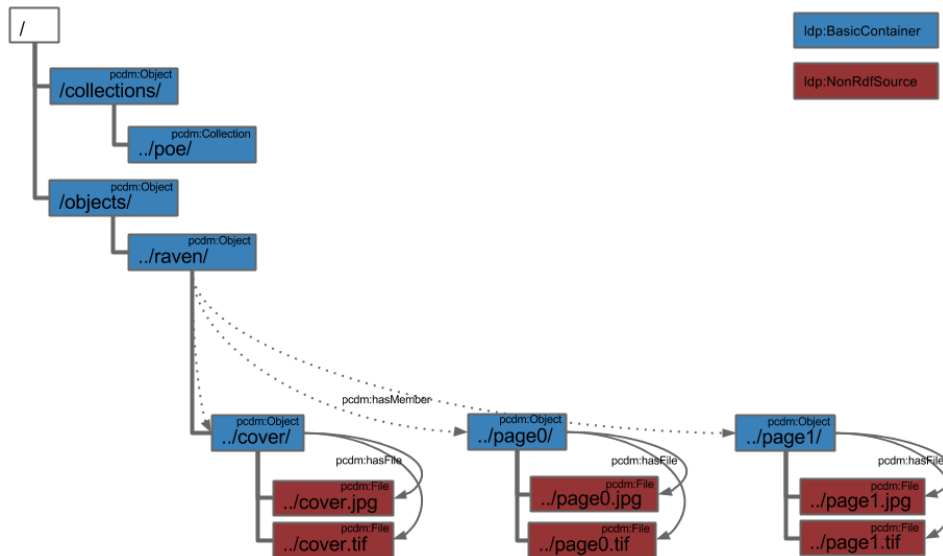 /
ldp:BasicContainer
ldp:NonRdfSource
pcdm:Object
/collections/
pcdm:Collection
../poe/
pcdm:Object
/objects/
pcdm:Object
../raven/
pcdm:hasMember
pcdm:Object
../cover/
pcdm:hasFile
pcdm:File
../cover.jpg
pcdm:File
../cover.tif
pcdm:Object
../page0/
pcdm:hasFile
pcdm:File
../page0.jpg
pcdm:File
../page0.tif
pcdm:Object
../page1/
pcdm:hasFile
pcdm:File
../page1.jpg
pcdm:File
../page1.tif